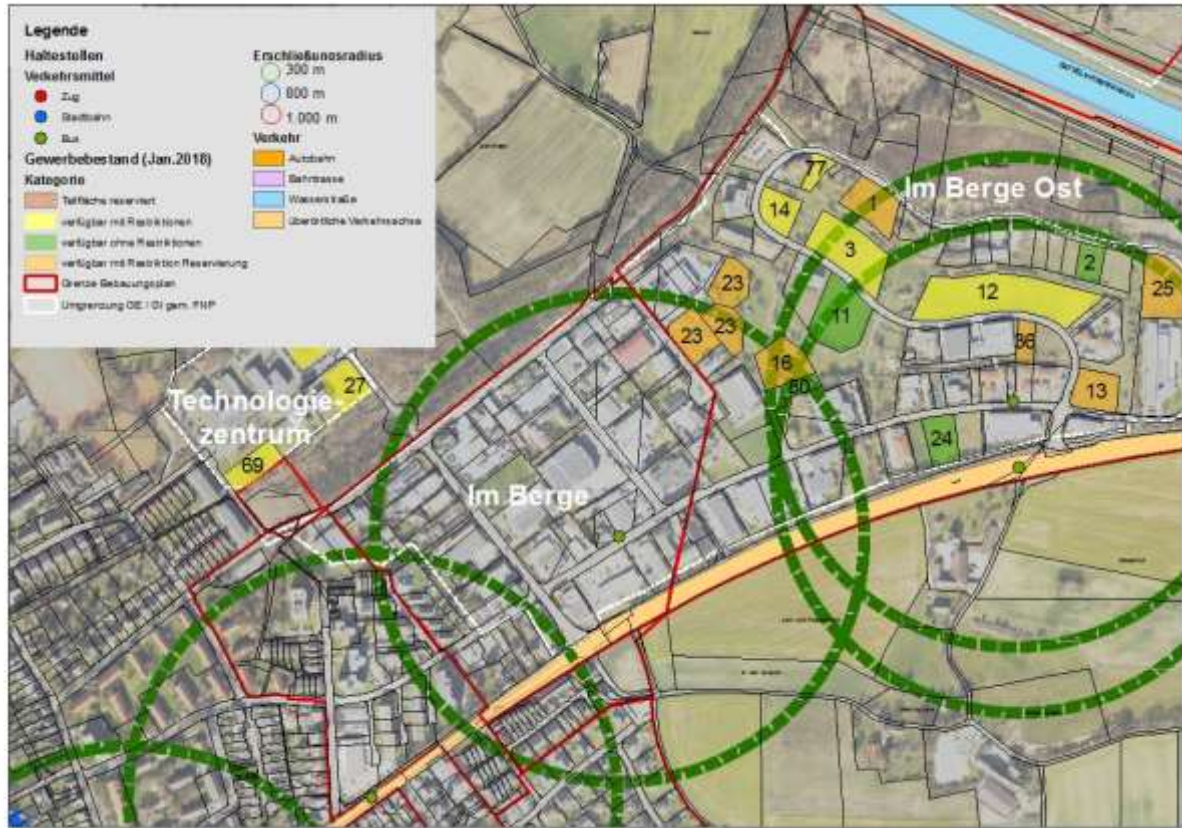 Legende
Haltestellen
Verkehrsmittel
Zug
Stadtbahn
Bus
Gewerbebestand (Jan.2018)
Kategorie
Teilfläche reserviert
verfügbar mit Restriktionen
verfügbar ohne Restriktionen
verfügbar mit Restriktion Reservierung
Grenze Bebauungsplan
Umgrenzung GE / GI gem. FNP
Erschließungsradius
300 m
600 m
1.000 m
Verkehr
Autobahn
Bahntrasse
Wasserstraße
überörtliche Verkehrsachse
Im Berge Ost
77
14
1
3
2
12
25
11
23
23
23
16
60
36
13
24
27
Technologie-
zentrum
69
Im Berge